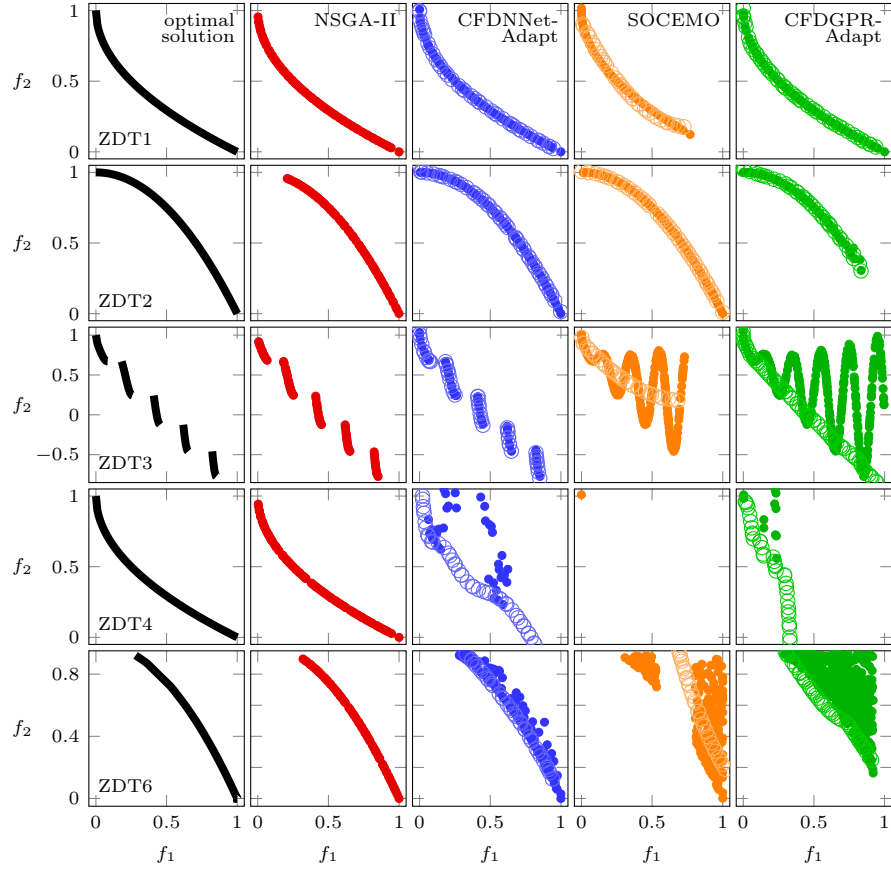 optimal
solution
NSGA-II
CFDNNet-
Adapt
SOCEMO
CFDGPR-
Adapt
1
0.5
0
f₂
ZDT1
1
0.5
0
f₂
ZDT2
1
0.5
0
−0.5
f₂
ZDT3
1
0.5
0
f₂
ZDT4
0.8
0.4
0
f₂
ZDT6
0 0.5 1
0 0.5 1
0 0.5 1
0 0.5 1
0 0.5 1
f₁
f₁
f₁
f₁
f₁